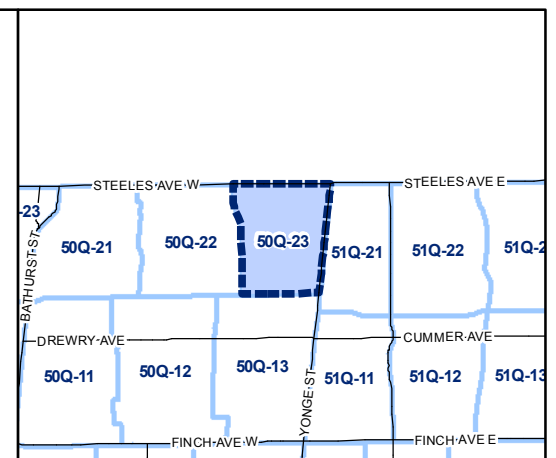 STEELES AVE W
STEELES AVE E
-23
50Q-21
50Q-22
50Q-23
51Q-21
51Q-22
51Q-2
BATHURST ST
DREWRY AVE
CUMMER AVE
50Q-11
50Q-12
50Q-13
51Q-11
51Q-12
51Q-13
YONGE ST
FINCH AVE W
FINCH AVE E